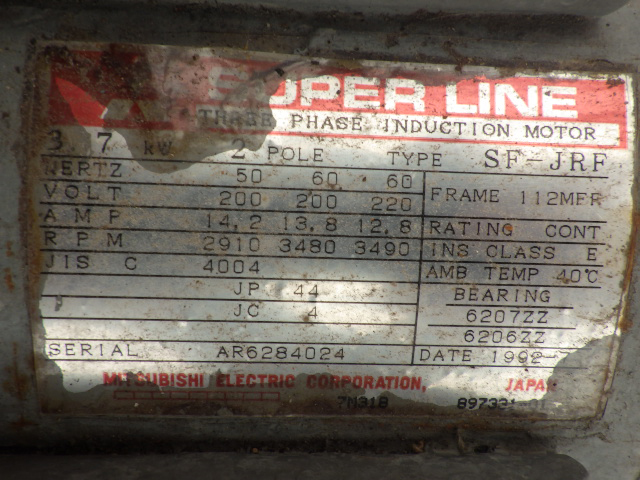 SUPER LINE
THREE PHASE INDUCTION MOTOR
3 7 kW 2 POLE TYPE SF-JRF
HERTZ 50 60 60
VOLT 200 200 220 FRAME 112MFF
AMP 14,2 13,8 12,8 RATING CONT
RPM 2910 3480 3490 INS CLASS E
JIS C 4004 AMB TEMP 40℃
JP 44 BEARING
JC 4 6207ZZ
6206ZZ
SERIAL AR6284024 DATE 1992-
MITSUBISHI ELECTRIC CORPORATION, JAPAN
7N318